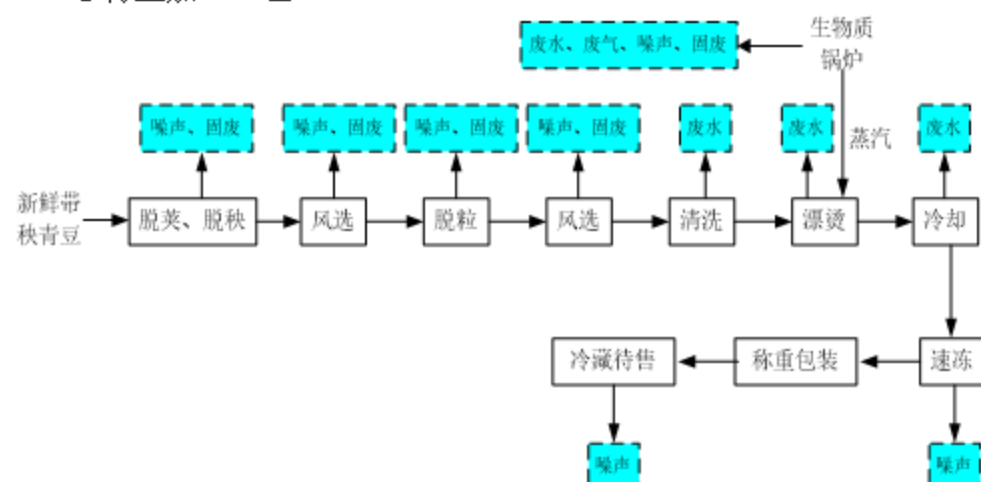 生物质
锅炉
废水、废气、噪声、固废
噪声、固废
噪声、固废
噪声、固废
噪声、固废
废水
废水
蒸汽
废水
新鲜带
秧青豆
脱荚、脱秧
风选
脱粒
风选
清洗
漂烫
冷却
冷藏待售
称重包装
速冻
噪声
噪声